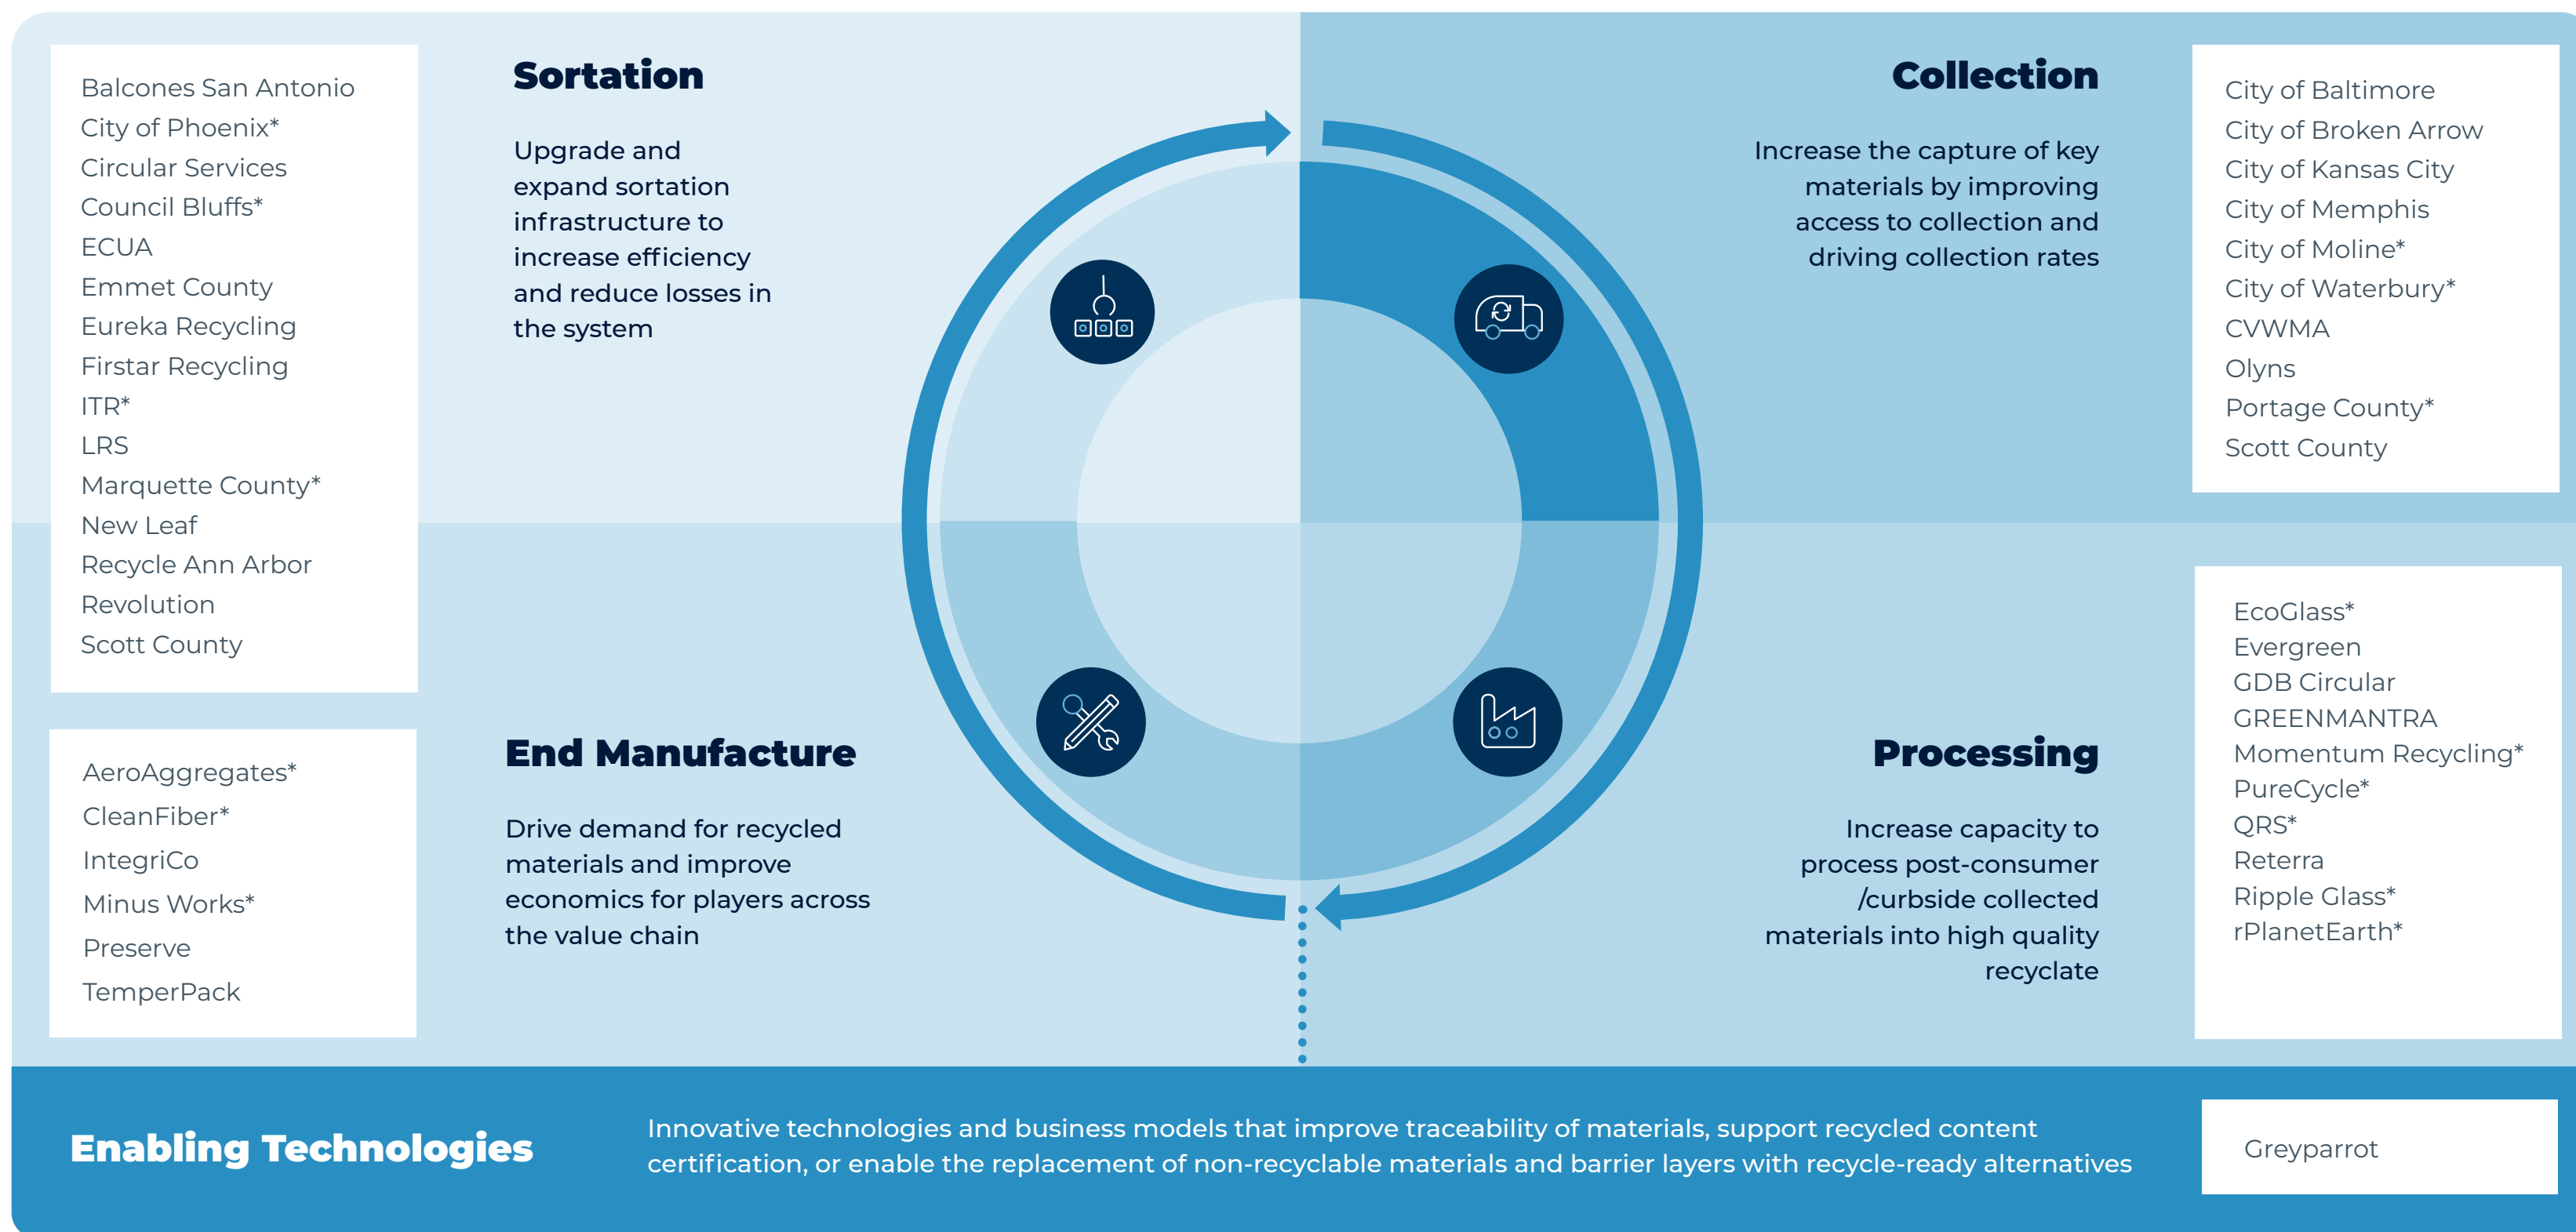 Balcones San Antonio
City of Phoenix*
Circular Services
Council Bluffs*
ECUA
Emmet County
Eureka Recycling
Firstar Recycling
ITR*
LRS
Marquette County*
New Leaf
Recycle Ann Arbor
Revolution
Scott County
Sortation
Upgrade and
expand sortation
infrastructure to
increase efficiency
and reduce losses in
the system
Collection
Increase the capture of key
materials by improving
access to collection and
driving collection rates
City of Baltimore
City of Broken Arrow
City of Kansas City
City of Memphis
City of Moline*
City of Waterbury*
CVWMA
Olyns
Portage County*
Scott County
AeroAggregates*
CleanFiber*
IntegriCo
Minus Works*
Preserve
TemperPack
End Manufacture
Drive demand for recycled
materials and improve
economics for players across
the value chain
Processing
Increase capacity to
process post-consumer
/curbside collected
materials into high quality
recyclate
EcoGlass*
Evergreen
GDB Circular
GREENMANTRA
Momentum Recycling*
PureCycle*
QRS*
Reterra
Ripple Glass*
rPlanetEarth*
Enabling Technologies
Innovative technologies and business models that improve traceability of materials, support recycled content
certification, or enable the replacement of non-recyclable materials and barrier layers with recycle-ready alternatives
Greyparrot